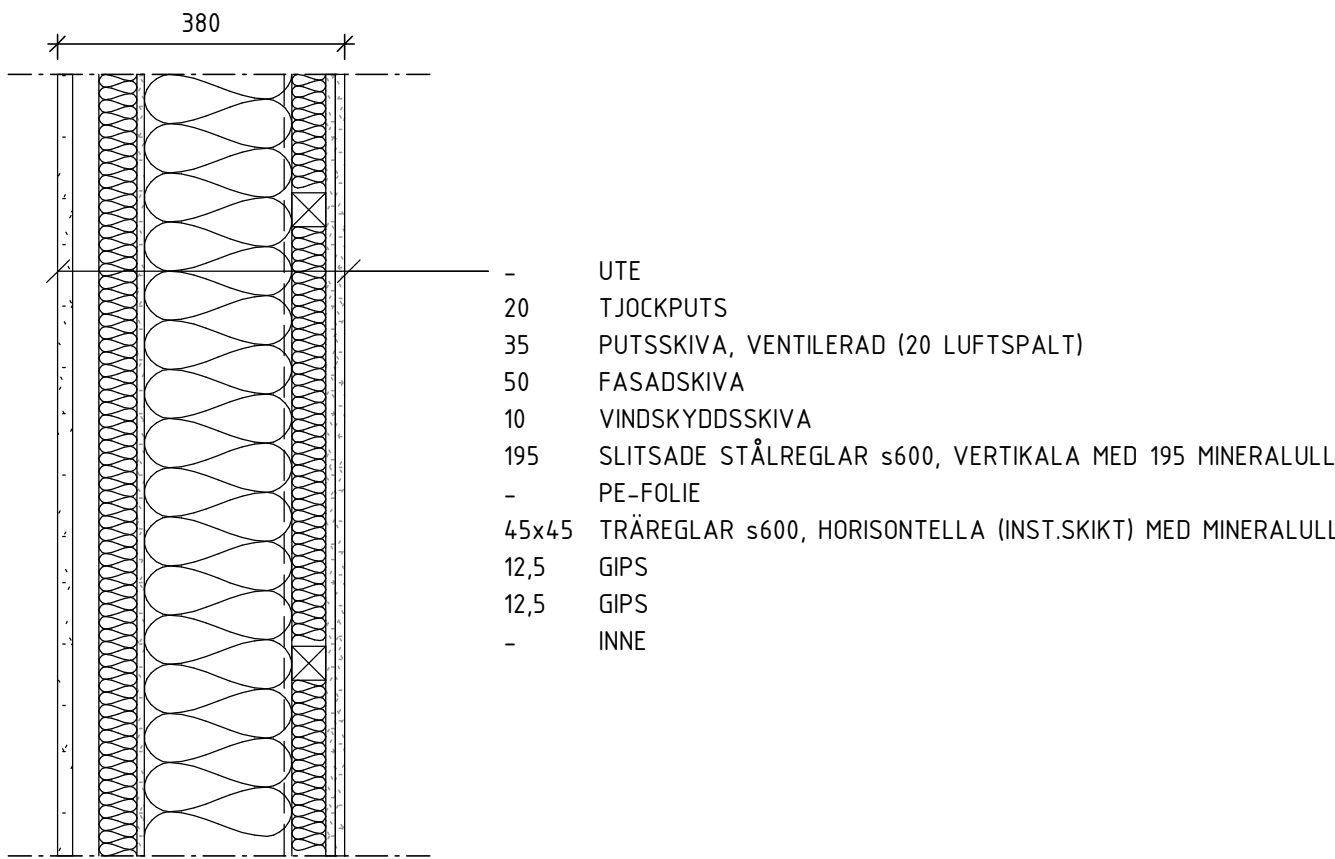 380
- UTE
20 TJOCKPUTS
35 PUTSSKIVA, VENTILERAD (20 LUFTSPALT)
50 FASADSKIVA
10 VINDSKYDDSSKIVA
195 SLITSADE STÅLREGLAR s600, VERTIKALA MED 195 MINERALULL
- PE-FOLIE
45x45 TRÄREGLAR s600, HORISONTELLA (INST.SKIKT) MED MINERALULL
12,5 GIPS
12,5 GIPS
- INNE